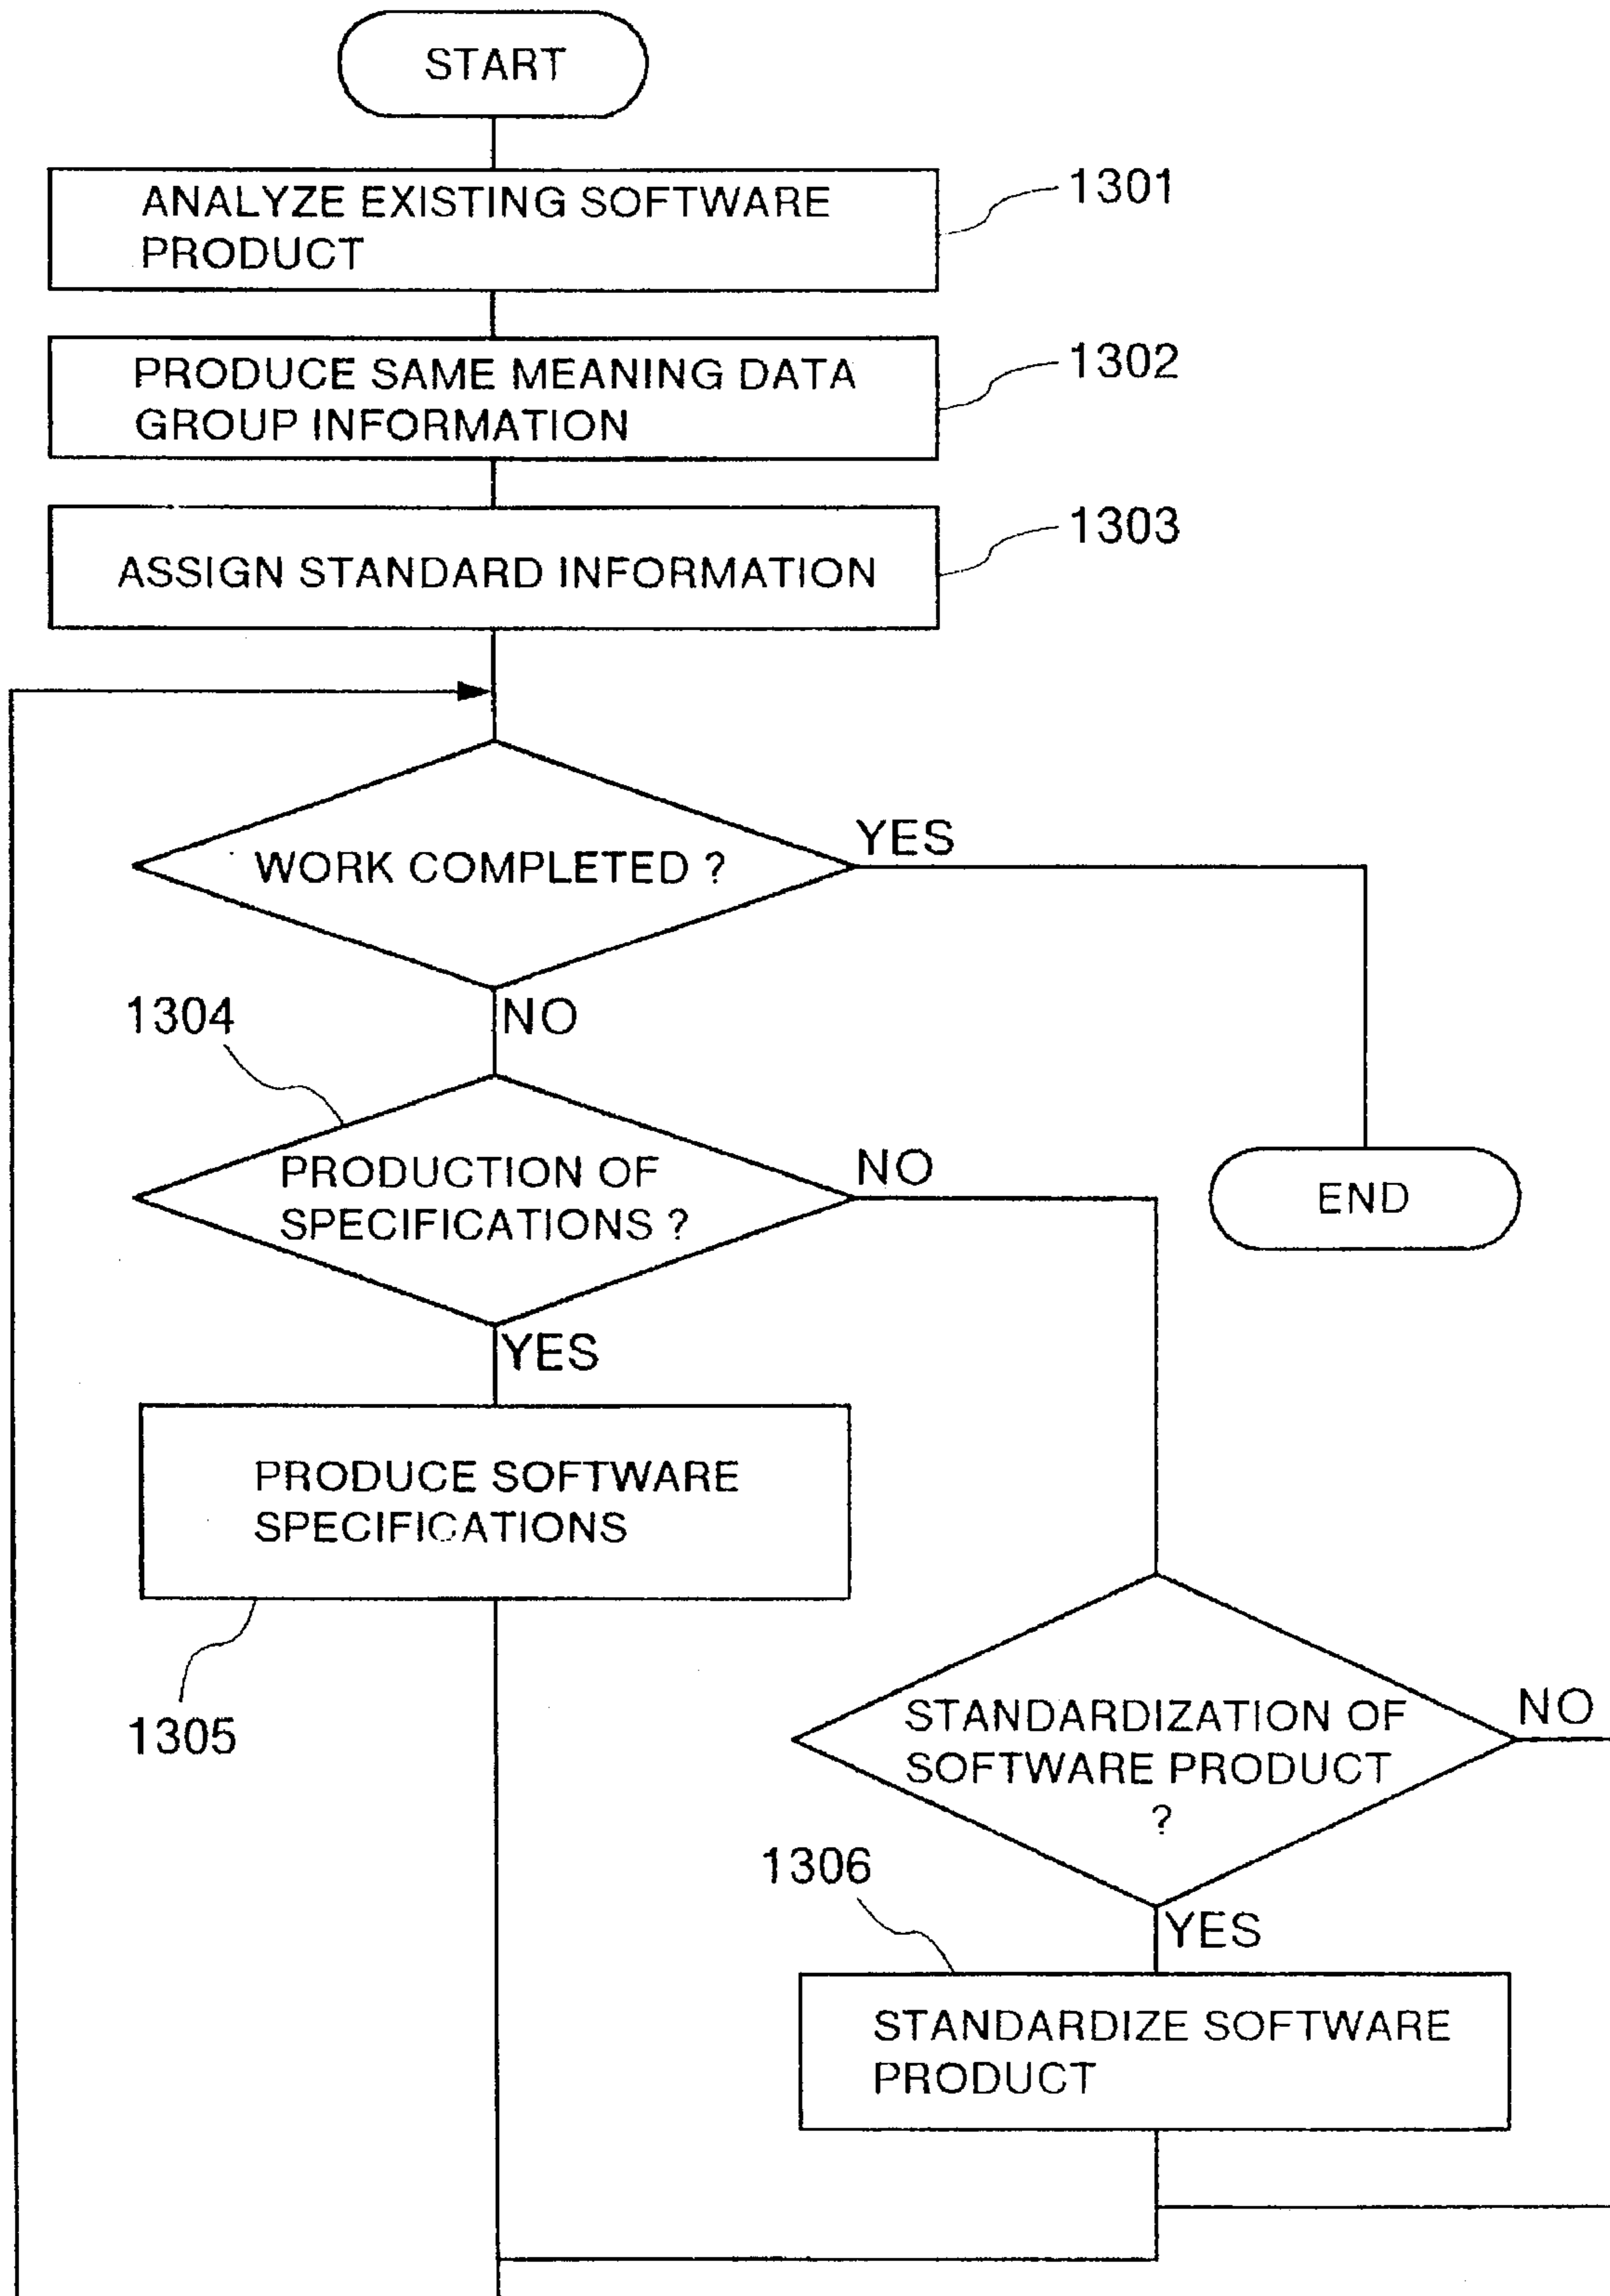 START
ANALYZE EXISTING SOFTWARE
PRODUCT
1301
PRODUCE SAME MEANING DATA
GROUP INFORMATION
1302
ASSIGN STANDARD INFORMATION
1303
WORK COMPLETED ?
YES
NO
1304
PRODUCTION OF
SPECIFICATIONS ?
NO
END
YES
PRODUCE SOFTWARE
SPECIFICATIONS
1305
STANDARDIZATION OF
SOFTWARE PRODUCT
?
NO
1306
YES
STANDARDIZE SOFTWARE
PRODUCT